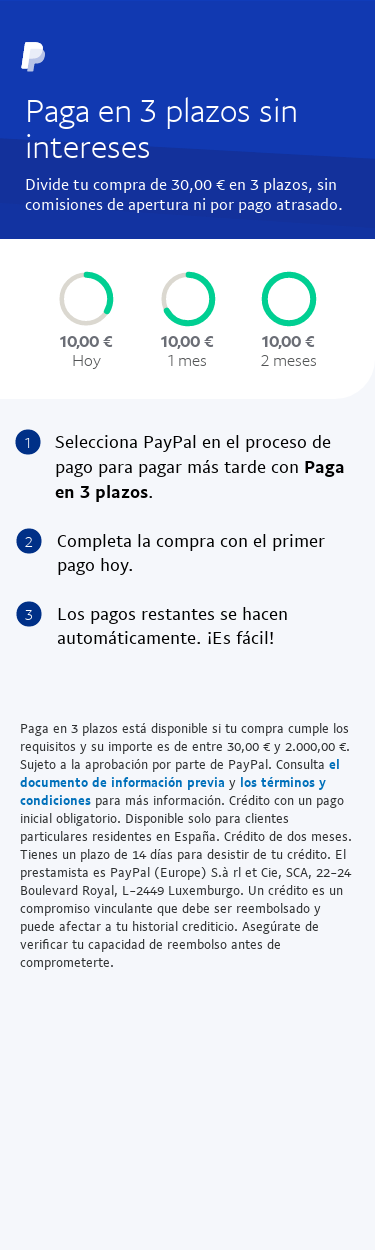 Paga en 3 plazos sin
intereses
Divide tu compra de 30,00 € en 3 plazos, sin
comisiones de apertura ni por pago atrasado.
10,00 € 10,00 € 10,00 €
Hoy 1 mes 2 meses
1 Selecciona PayPal en el proceso de
pago para pagar más tarde con Paga
en 3 plazos.
2 Completa la compra con el primer
pago hoy.
3 Los pagos restantes se hacen
automáticamente. ¡Es fácil!
Paga en 3 plazos está disponible si tu compra cumple los
requisitos y su importe es de entre 30,00 € y 2.000,00 €.
Sujeto a la aprobación por parte de PayPal. Consulta el
documento de información previa y los términos y
condiciones para más información. Crédito con un pago
inicial obligatorio. Disponible solo para clientes
particulares residentes en España. Crédito de dos meses.
Tienes un plazo de 14 días para desistir de tu crédito. El
prestamista es PayPal (Europe) S.à rl et Cie, SCA, 22-24
Boulevard Royal, L-2449 Luxemburgo. Un crédito es un
compromiso vinculante que debe ser reembolsado y
puede afectar a tu historial crediticio. Asegúrate de
verificar tu capacidad de reembolso antes de
comprometerte.